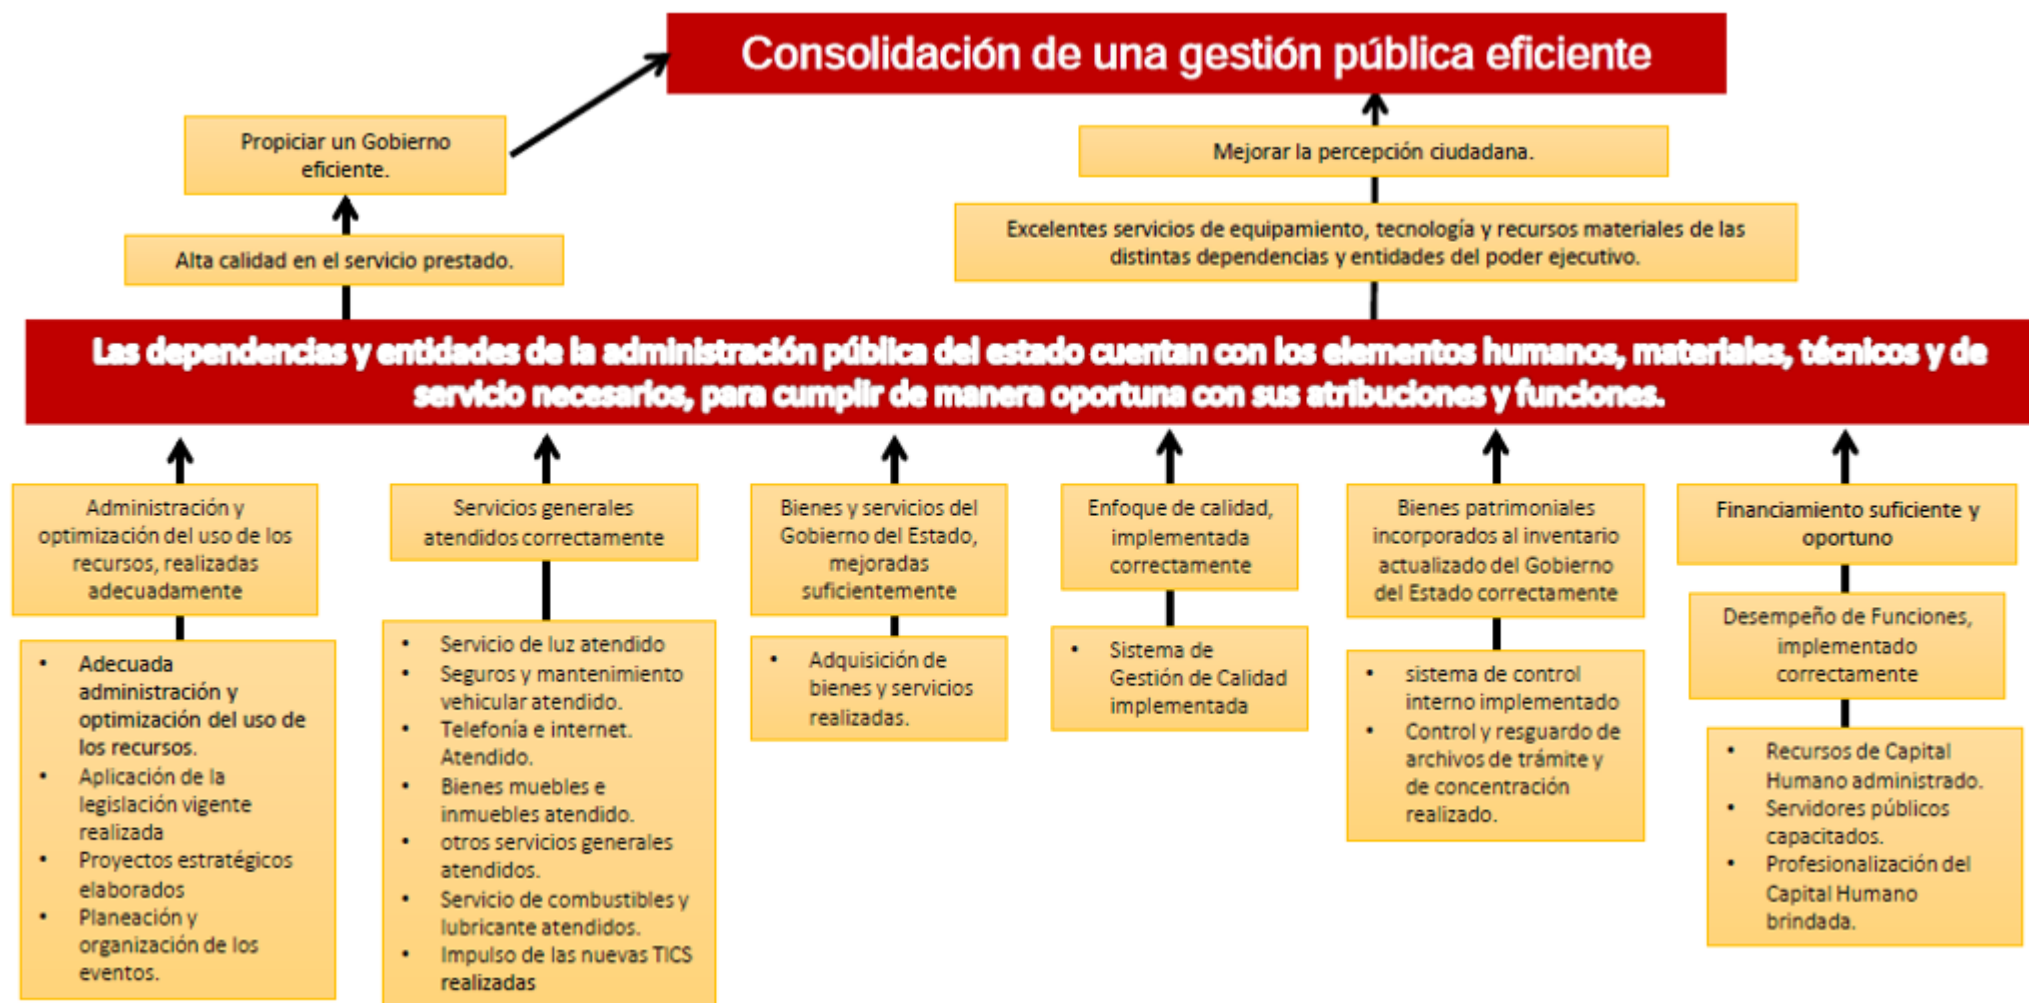 Consolidación de una gestión pública eficiente
Propiciar un Gobierno
eficiente.
Mejorar la percepción ciudadana.
Alta calidad en el servicio prestado.
Excelentes servicios de equipamiento, tecnología y recursos materiales de las
distintas dependencias y entidades del poder ejecutivo.
Las dependencias y entidades de la administración pública del estado cuentan con los elementos humanos, materiales, técnicos y de
servicio necesarios, para cumplir de manera oportuna con sus atribuciones y funciones.
Administración y
optimización del uso de los
recursos, realizadas
adecuadamente
• Adecuada
administración y
optimización del uso de
los recursos.
• Aplicación de la
legislación vigente
realizada
• Proyectos estratégicos
elaborados
• Planeación y
organización de los
eventos.
Servicios generales
atendidos correctamente
• Servicio de luz atendido
• Seguros y mantenimiento
vehicular atendido.
• Telefonía e internet.
Atendido.
• Bienes muebles e
inmuebles atendido.
• otros servicios generales
atendidos.
• Servicio de combustibles y
lubricante atendidos.
• Impulso de las nuevas TICS
realizadas
Bienes y servicios del
Gobierno del Estado,
mejoradas
suficientemente
• Adquisición de
bienes y servicios
realizadas.
Enfoque de calidad,
implementada
correctamente
• Sistema de
Gestión de Calidad
implementada
Bienes patrimoniales
incorporados al inventario
actualizado del Gobierno
del Estado correctamente
• sistema de control
interno implementado
• Control y resguardo de
archivos de trámite y
de concentración
realizado.
Financiamiento suficiente y
oportuno
Desempeño de Funciones,
implementado
correctamente
• Recursos de Capital
Humano administrado.
• Servidores públicos
capacitados.
• Profesionalización del
Capital Humano
brindada.